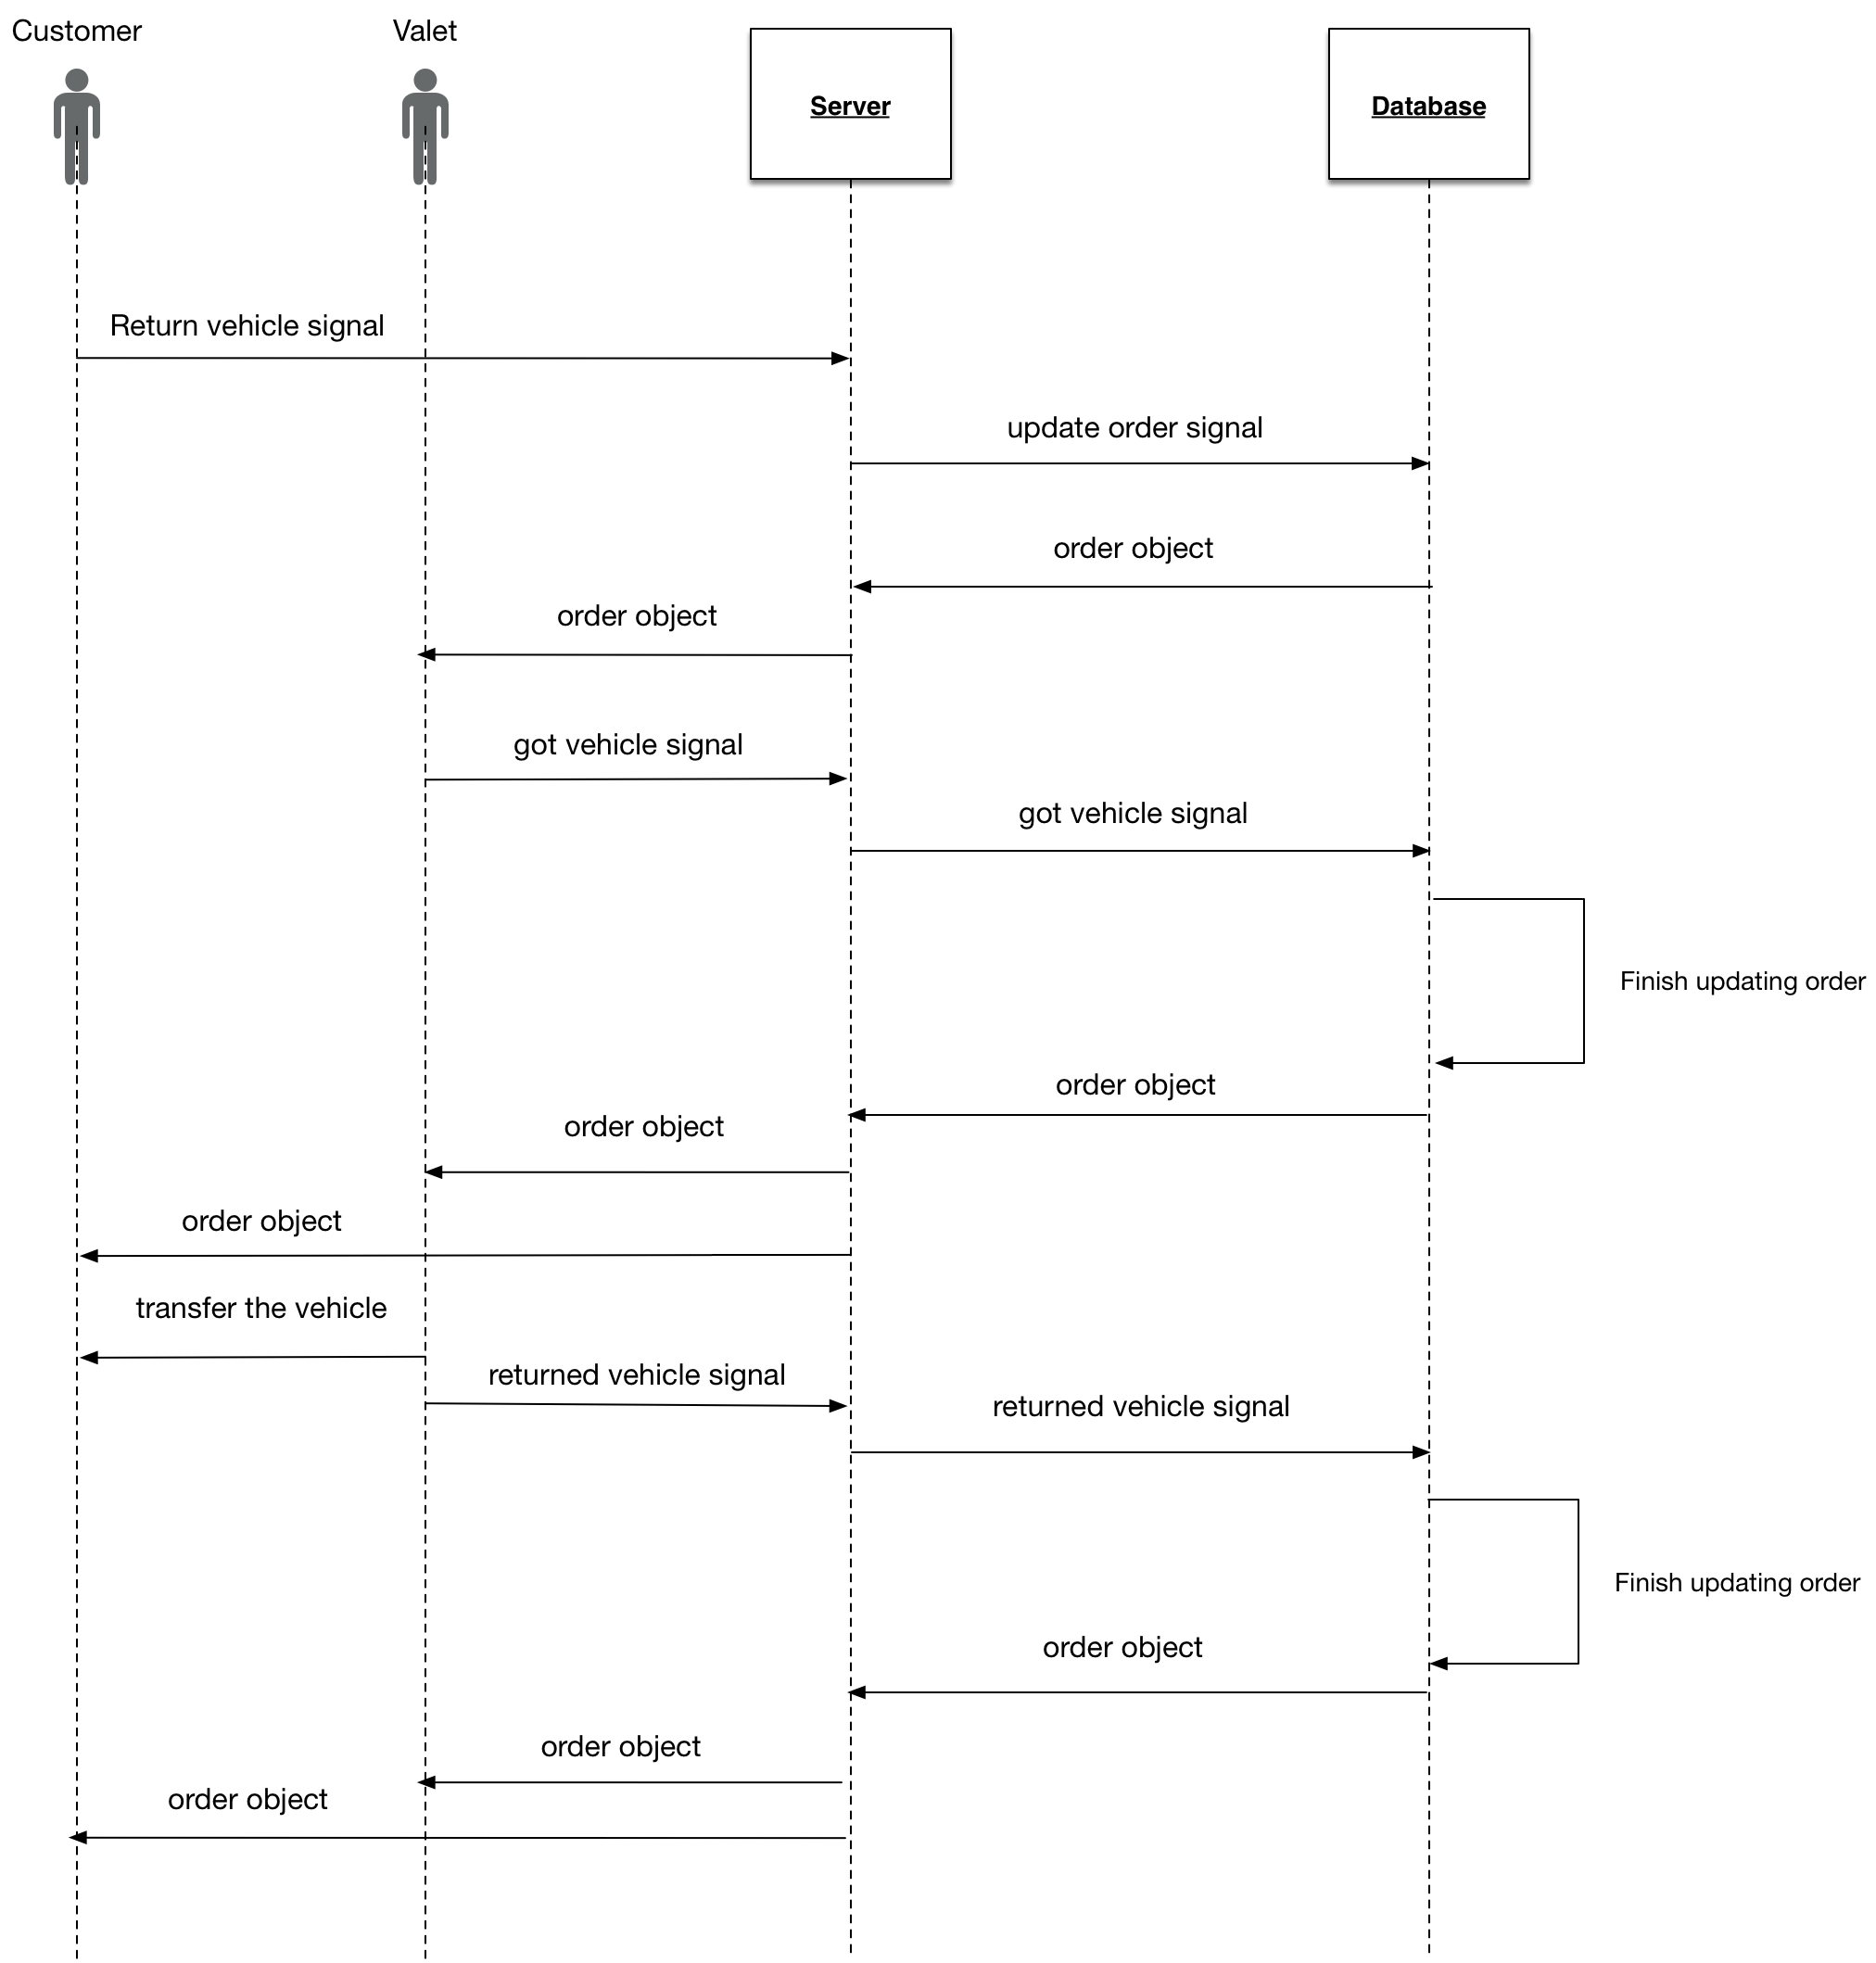 Customer
Valet
Server
Database
Return vehicle signal
update order signal
order object
order object
got vehicle signal
got vehicle signal
Finish updating order
order object
order object
order object
transfer the vehicle
returned vehicle signal
returned vehicle signal
Finish updating order
order object
order object
order object